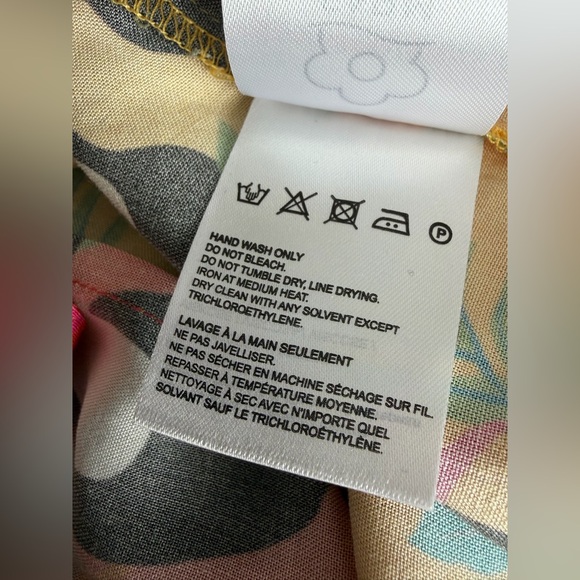 P
HAND WASH ONLY
DO NOT BLEACH.
DO NOT TUMBLE DRY, LINE DRYING.
IRON AT MEDIUM HEAT.
DRY CLEAN WITH ANY SOLVENT EXCEPT
TRICHLOROETHYLENE.
LAVAGE À LA MAIN SEULEMENT
NE PAS JAVELLISER.
NE PAS SÉCHER EN MACHINE SÉCHAGE SUR FIL.
REPASSER À TEMPÉRATURE MOYENNE.
NETTOYAGE À SEC AVEC N'IMPORTE QUEL
SOLVANT SAUF LE TRICHLOROÉTHYLÈNE.